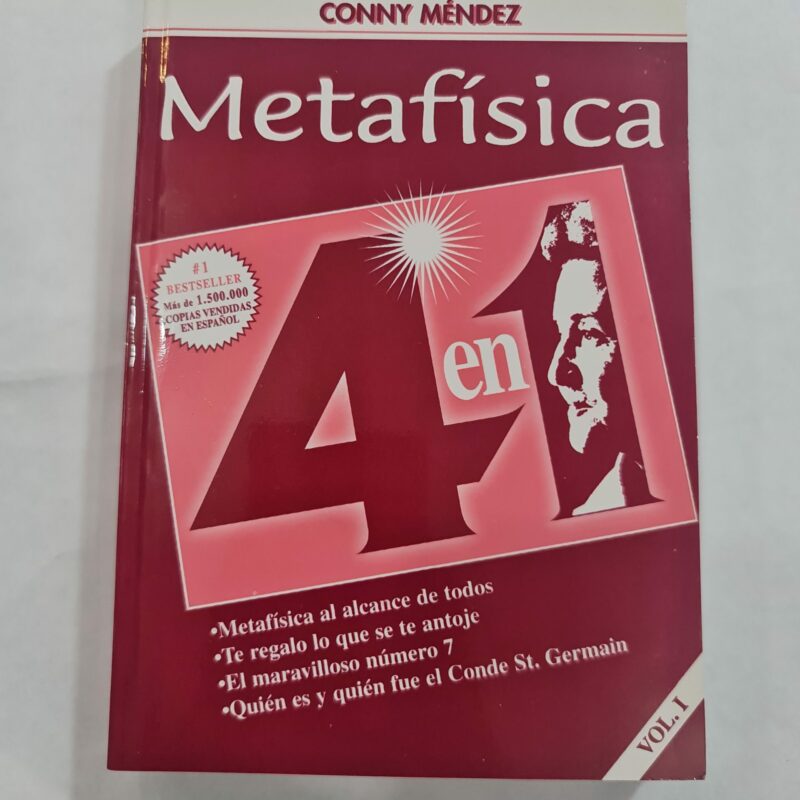 CONNY MÉNDEZ
Metafísica
4 en 1
#1
BESTSELLER
Más de 1.500.000
COPIAS VENDIDAS
EN ESPAÑOL
•Metafísica al alcance de todos
•Te regalo lo que se te antoje
•El maravilloso número 7
•Quién es y quién fue el Conde St. Germain
VOL. I